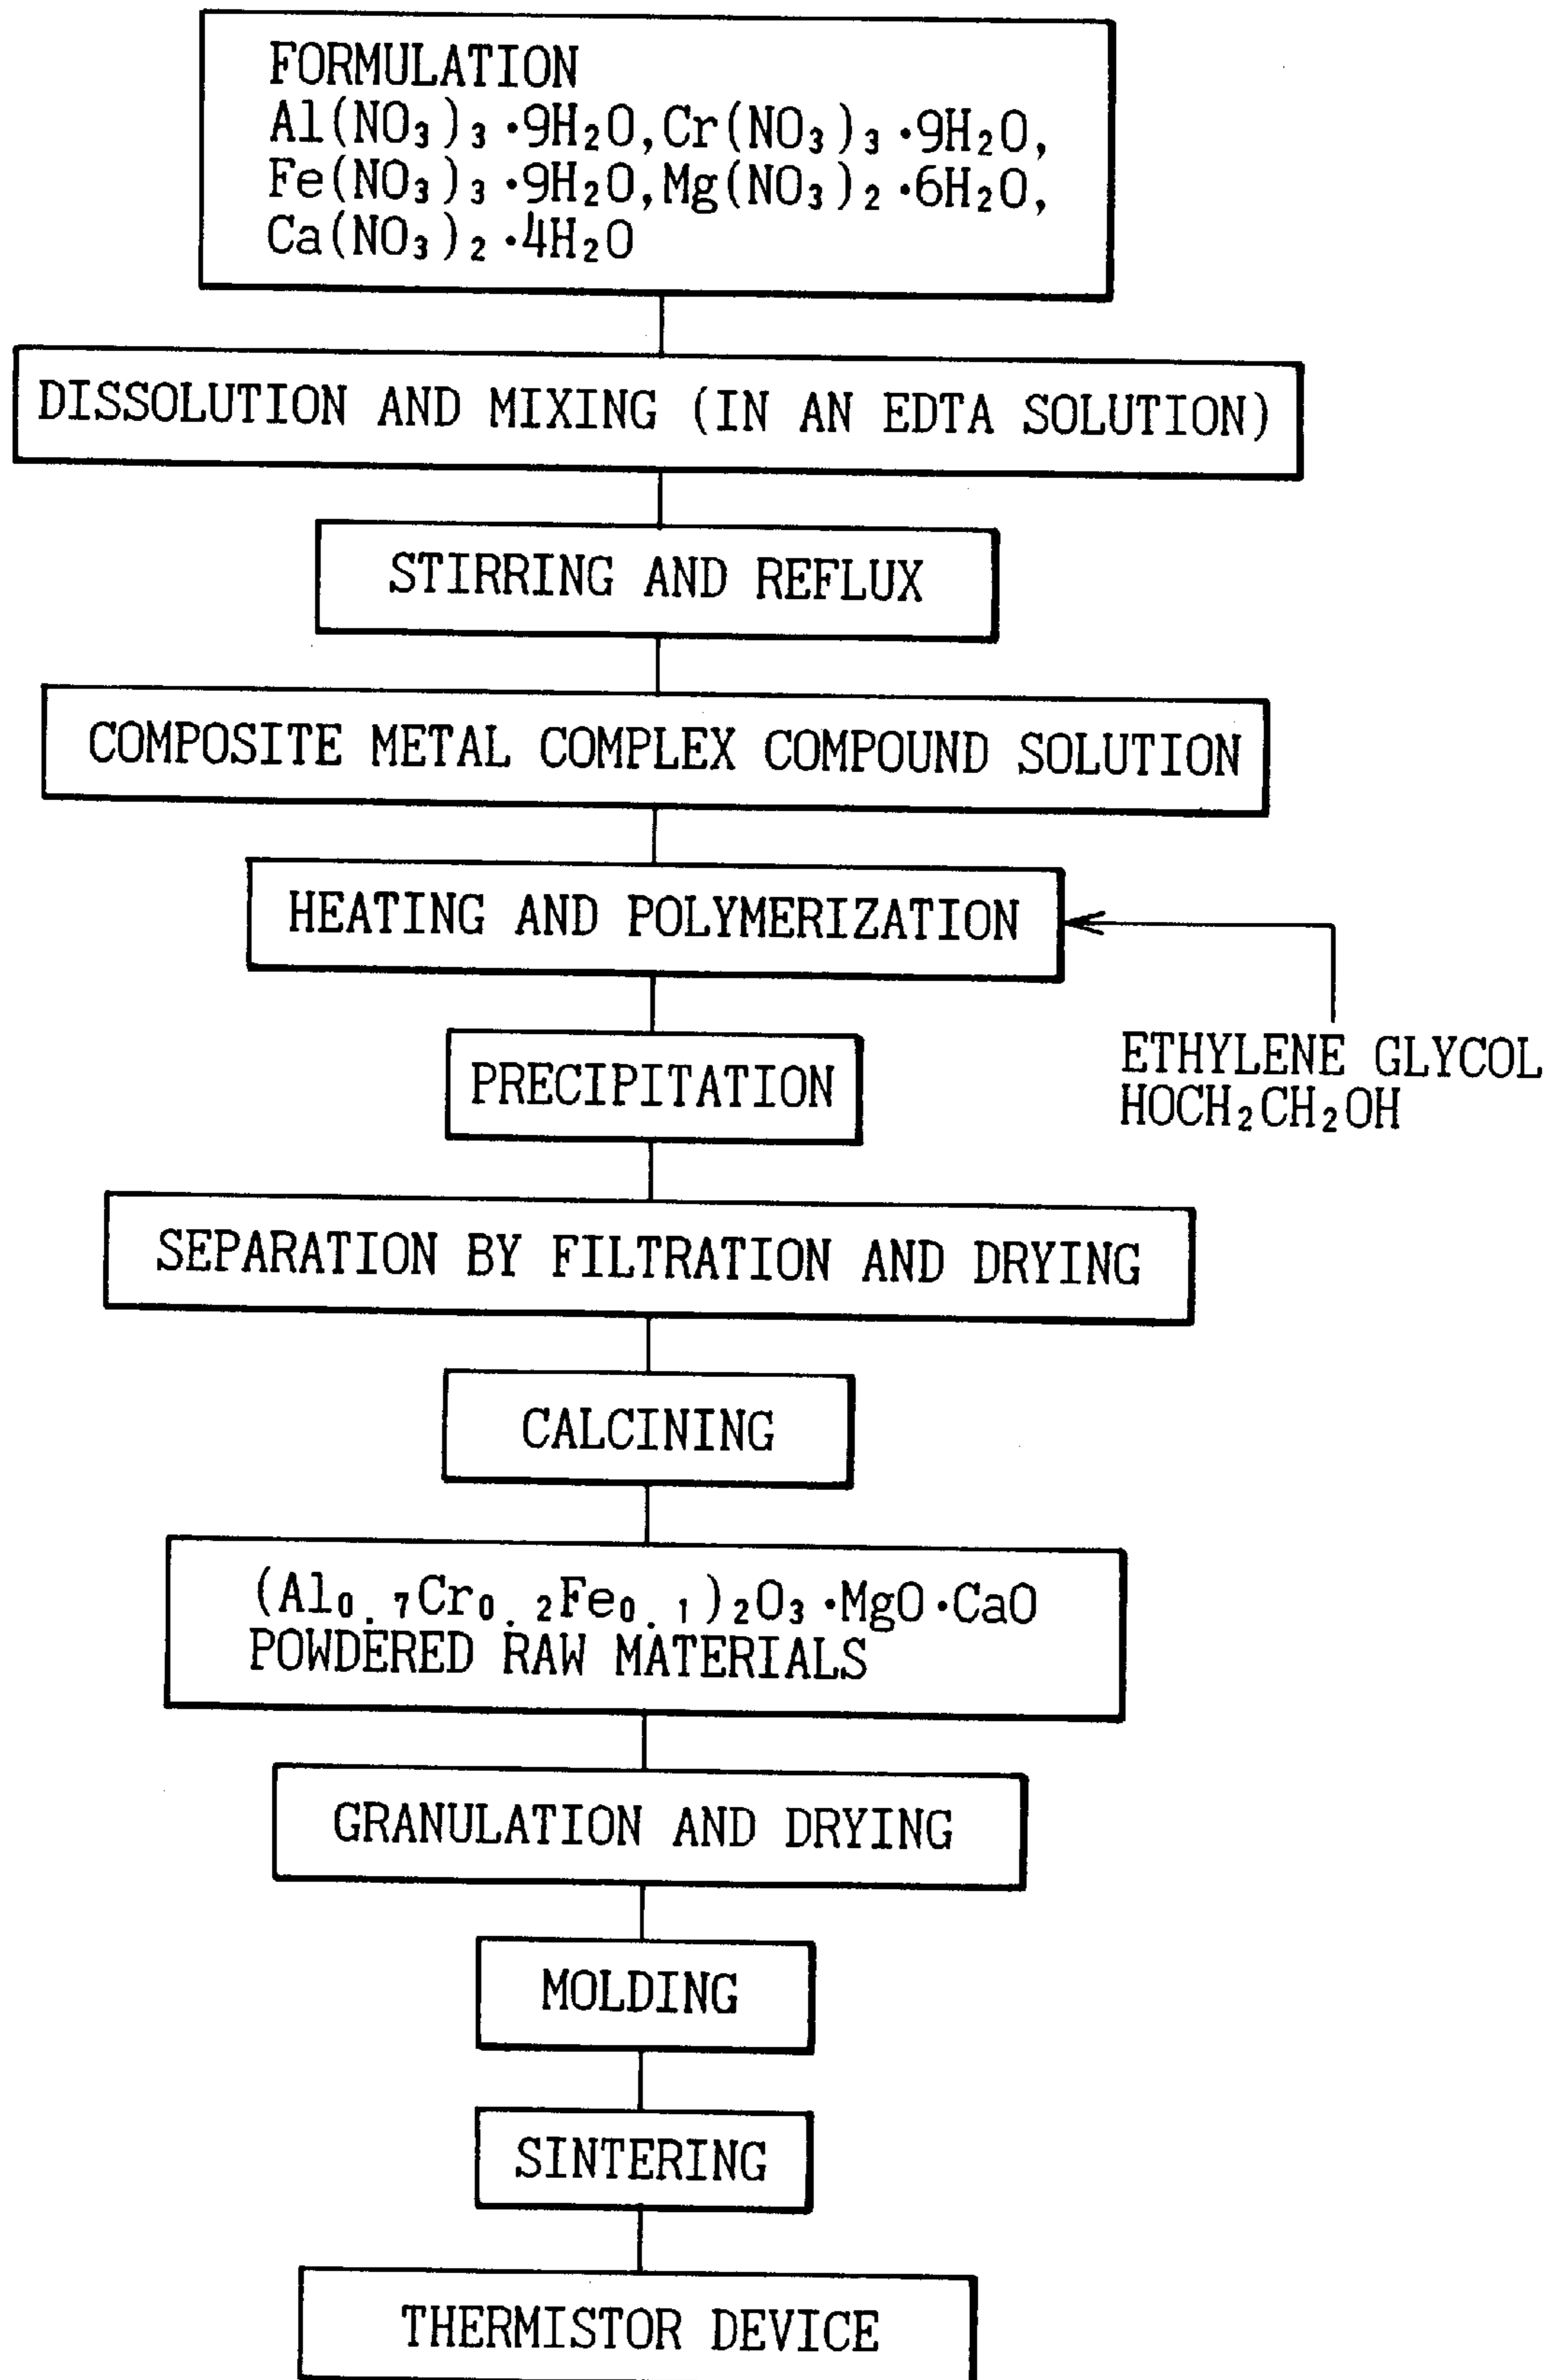 FORMULATION
Al(NO₃)₃·9H₂O,Cr(NO₃)₃·9H₂O,
Fe(NO₃)₃·9H₂O,Mg(NO₃)₂·6H₂O,
Ca(NO₃)₂·4H₂O
DISSOLUTION AND MIXING (IN AN EDTA SOLUTION)
STIRRING AND REFLUX
COMPOSITE METAL COMPLEX COMPOUND SOLUTION
HEATING AND POLYMERIZATION
ETHYLENE GLYCOL
HOCH₂CH₂OH
PRECIPITATION
SEPARATION BY FILTRATION AND DRYING
CALCINING
(Al₀.₇Cr₀.₂Fe₀.₁)₂O₃·MgO·CaO
POWDERED RAW MATERIALS
GRANULATION AND DRYING
MOLDING
SINTERING
THERMISTOR DEVICE